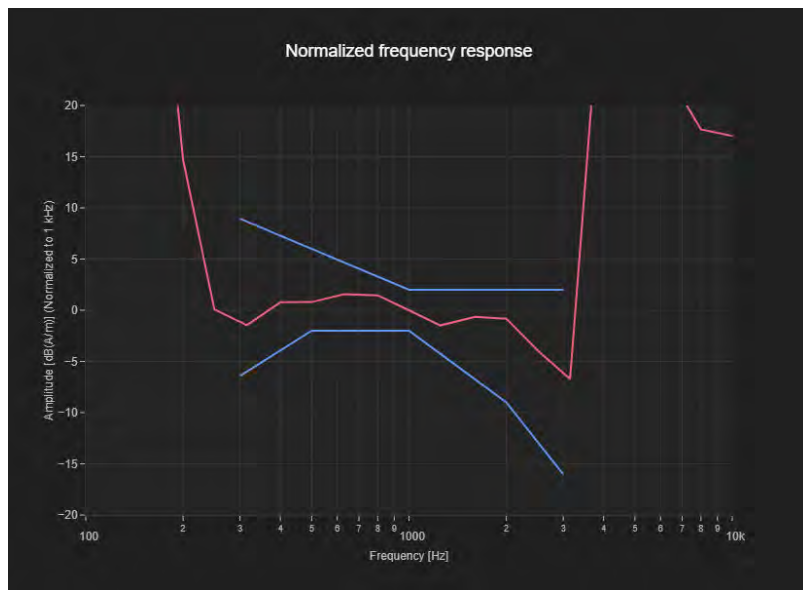 Normalized frequency response
Amplitude [dB(A/m)] (Normalized to 1 kHz)
20
15
10
5
0
−5
−10
−15
−20
100 2 3 4 5 6 7 8 9 1000 2 3 4 5 6 7 8 9 10k
Frequency [Hz]